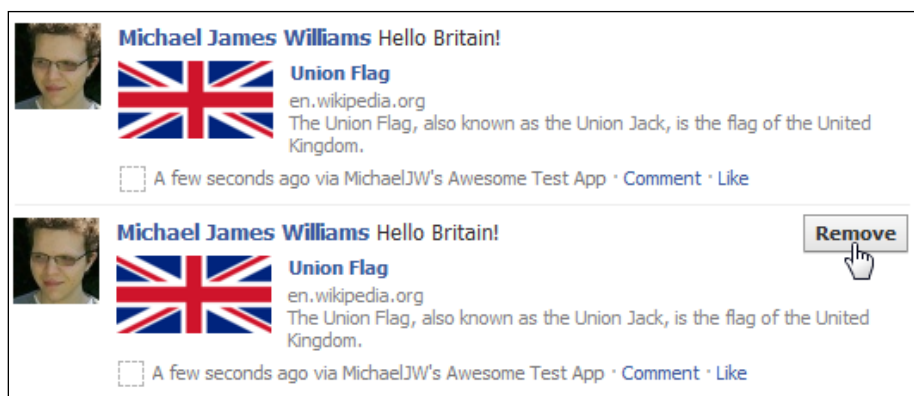 Michael James Williams Hello Britain!
Union Flag
en.wikipedia.org
The Union Flag, also known as the Union Jack, is the flag of the United
Kingdom.
A few seconds ago via MichaelJW's Awesome Test App · Comment · Like
Michael James Williams Hello Britain!
Remove
Union Flag
en.wikipedia.org
The Union Flag, also known as the Union Jack, is the flag of the United
Kingdom.
A few seconds ago via MichaelJW's Awesome Test App · Comment · Like